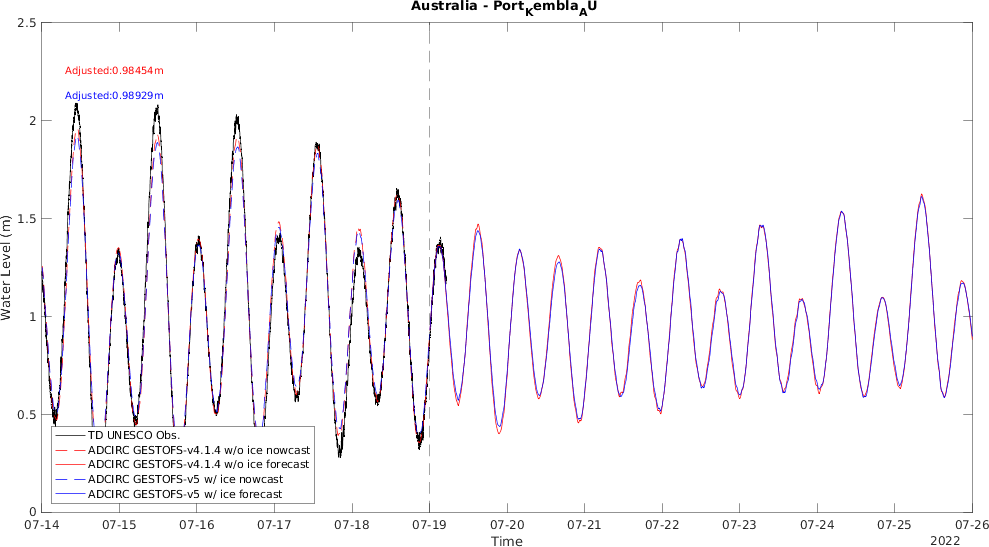 Australia - PortKemblaAU
2.5
2
1.5
1
0.5
0
Water Level (m)
Adjusted:0.98454m
Adjusted:0.98929m
TD UNESCO Obs.
ADCIRC GESTOFS-v4.1.4 w/o ice nowcast
ADCIRC GESTOFS-v4.1.4 w/o ice forecast
ADCIRC GESTOFS-v5 w/ ice nowcast
ADCIRC GESTOFS-v5 w/ ice forecast
07-14 07-15 07-16 07-17 07-18 07-19 07-20 07-21 07-22 07-23 07-24 07-25 07-26
Time
2022